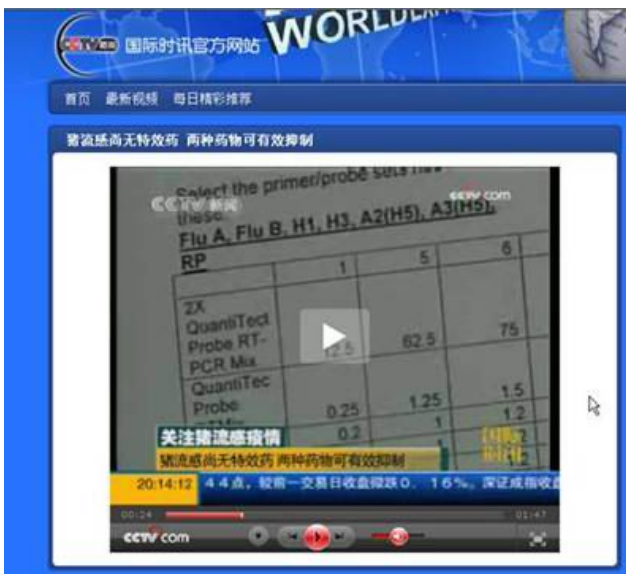 CCTV 国际时讯官方网站
WORLD
首页 最新视频 每日精彩推荐
猪流感尚无特效药 两种药物可有效抑制
Select the primer/probe sets
these:
CCTV 新闻
cctv.com
Flu A, Flu B, H1, H3, A2(H5), A3(H5),
RP
1 5 6
2X
QuantiTect
Probe RT-
PCR Mix
12.5 62.5 75
QuantiTec
Probe
0.25 1.25 1.5
0.2 1 1.2
1 1.2
关注猪流感疫情
猪流感尚无特效药 两种药物可有效抑制
20:14:12 44点，较前一交易日收盘微跌0．16%。深证成指收盘
00:24 01:47
cctv.com